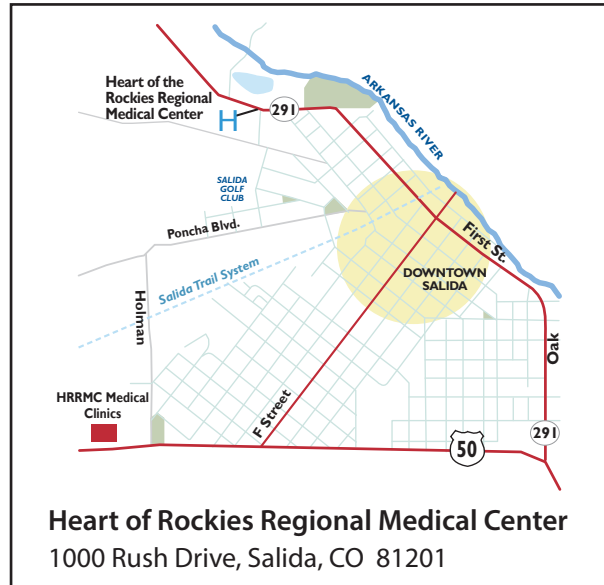 Heart of the
Rockies Regional
Medical Center
H
291
ARKANSAS RIVER
SALIDA
GOLF
CLUB
Poncha Blvd.
First St.
Salida Trail System
DOWNTOWN
SALIDA
Holman
Oak
HRRMC Medical
Clinics
F Street
50
291
Heart of Rockies Regional Medical Center
1000 Rush Drive, Salida, CO 81201